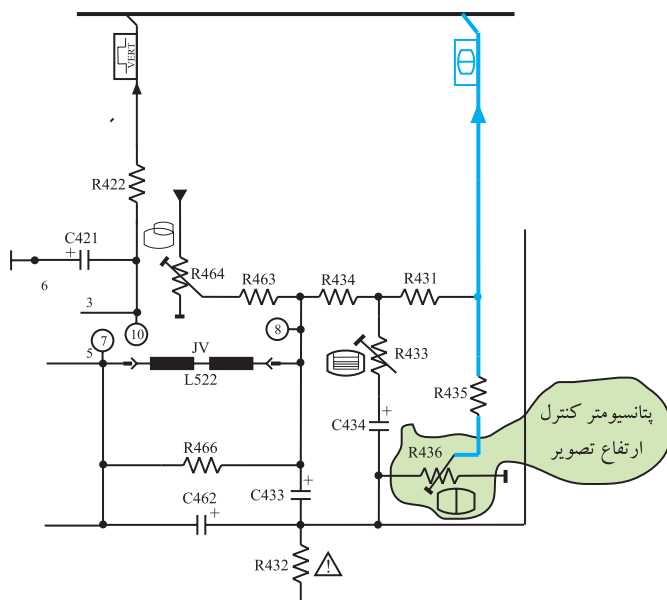 VERT
R422
C421
+
6
R464
R463
R434
R431
3
10
8
7
5
JV
L522
R433
R435
C434
+
پتانسیومتر کنترل
ارتفاع تصویر
R436
R466
C433
+
C462
+
R432
!